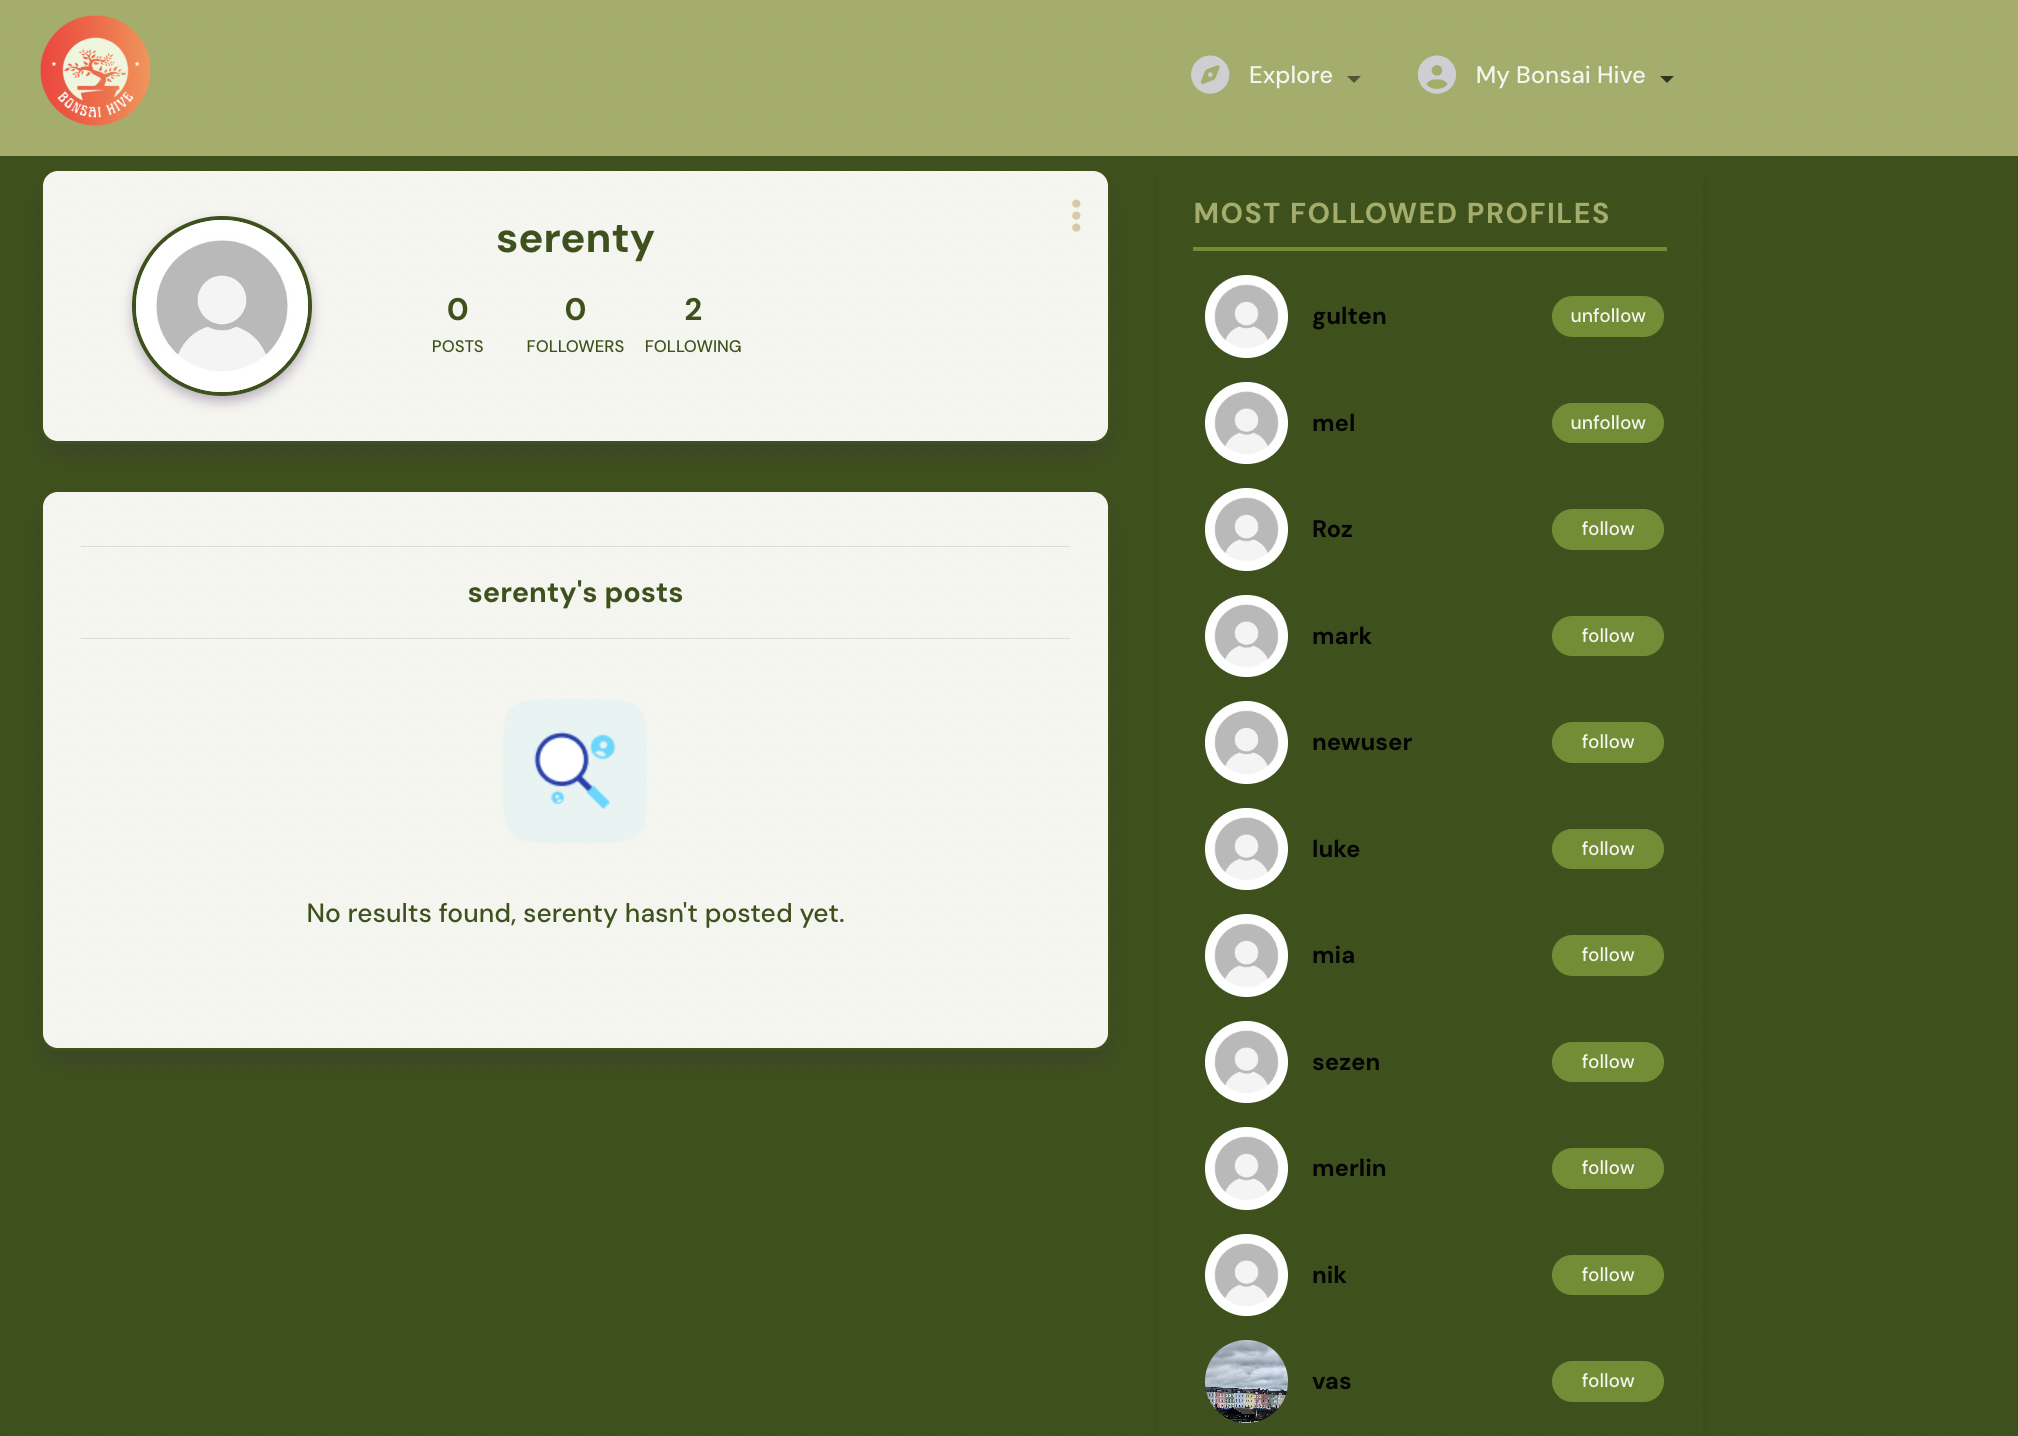 BONSAI HIVE
Explore
My Bonsai Hive
serenty
0
0
2
POSTS
FOLLOWERS
FOLLOWING
serenty's posts
No results found, serenty hasn't posted yet.
MOST FOLLOWED PROFILES
gulten
unfollow
mel
unfollow
Roz
follow
mark
follow
newuser
follow
luke
follow
mia
follow
sezen
follow
merlin
follow
nik
follow
vas
follow